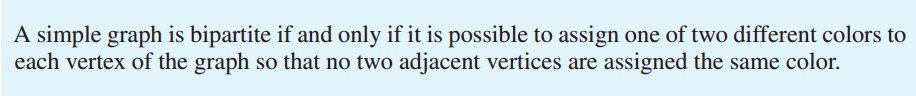 A simple graph is bipartite if and only if it is possible to assign one of two different colors to
each vertex of the graph so that no two adjacent vertices are assigned the same color.